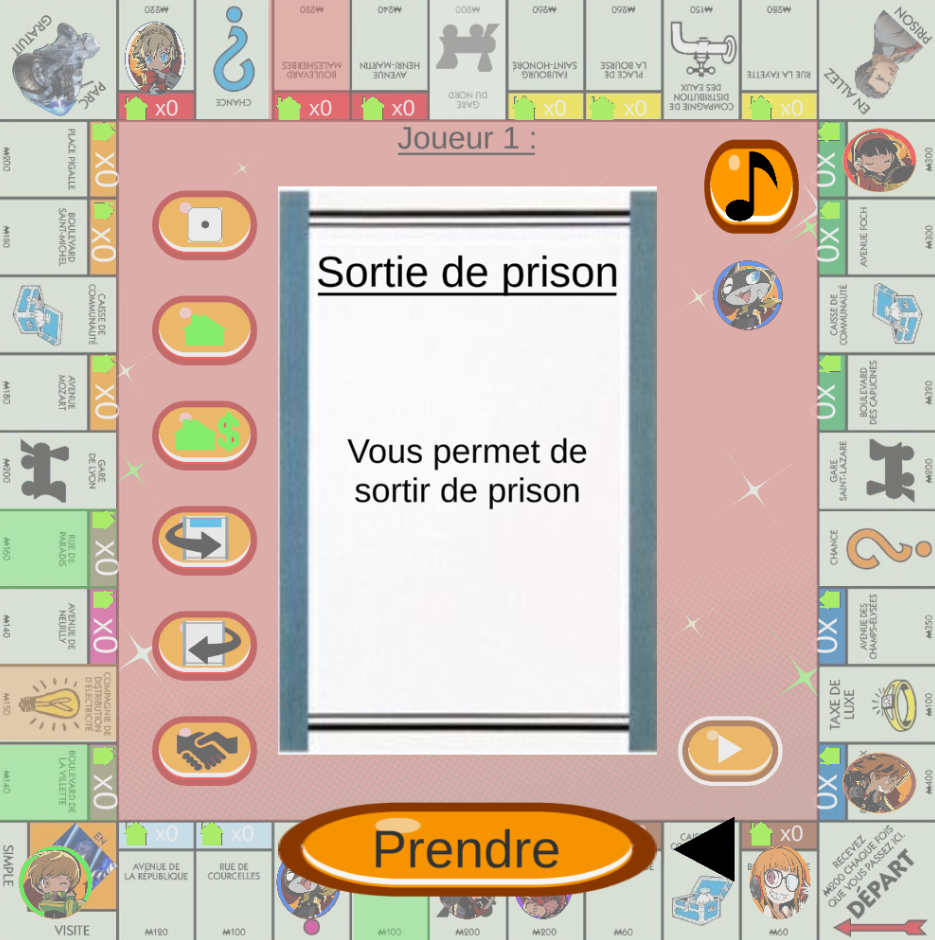 GRATUIT
PARC
₩220
CHANCE
₩220
BOULEVARD
MALESHERBES
x0
x0
₩240
AVENUE
HENRI-MARTIN
x0
₩200
GARE
DU NORD
₩260
FAUBOURG
SAINT-HONORÉ
x0
₩260
PLACE DE
LA BOURSE
x0
₩150
COMPAGNIE DE
DISTRIBUTION
DES EAUX
₩280
RUE LA FAYETTE
x0
EN ALLEZ
PRISON
Joueur 1 :
Sortie de prison
Vous permet de
sortir de prison
Prendre
₩200
PLACE PIGALLE
x0
₩180
BOULEVARD
SAINT-MICHEL
x0
CAISSE DE
COMMUNAUTÉ
₩180
AVENUE
MOZART
x0
₩200
GARE
DE LYON
₩160
RUE DE
PARADIS
x0
₩140
AVENUE DE
NEUILLY
x0
₩150
COMPAGNIE DE
DISTRIBUTION
D'ÉLECTRICITÉ
₩140
BOULEVARD DE
LA VILLETTE
x0
x0
₩300
x0
AVENUE FOCH
₩300
CAISSE DE
COMMUNAUTÉ
x0
BOULEVARD
DES CAPUCINES
₩320
GARE
SAINT-LAZARE
₩200
CHANCE
x0
AVENUE DES
CHAMPS-ÉLYSÉES
₩350
TAXE DE
LUXE
₩100
x0
₩400
SIMPLE
EN
VISITE
x0
AVENUE DE
LA RÉPUBLIQUE
₩120
x0
RUE DE
COURCELLES
₩100
₩100
₩200
₩200
₩60
x0
₩60
RECEVEZ
₩200 CHAQUE FOIS
QUE VOUS PASSEZ ICI.
DÉPART